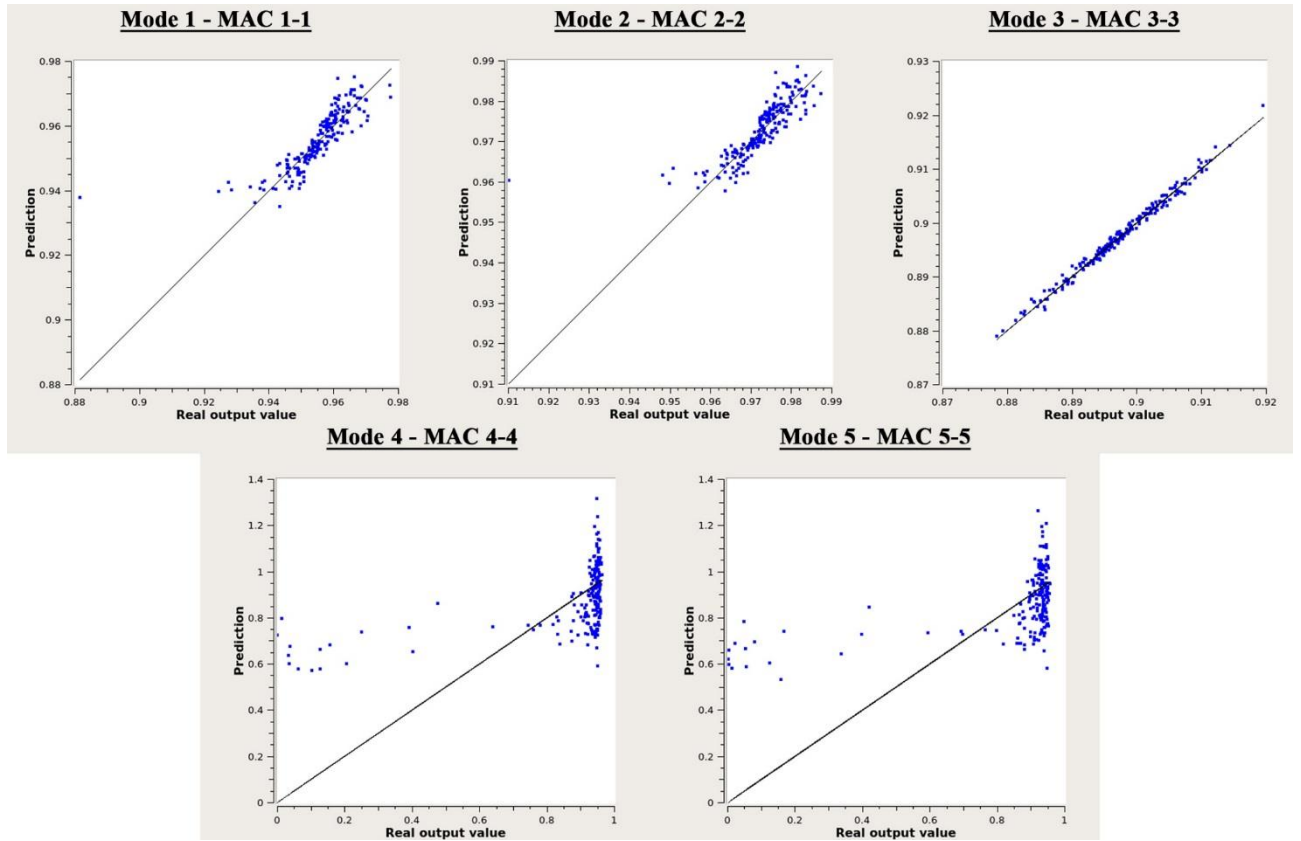 Mode 1 - MAC 1-1
Mode 2 - MAC 2-2
Mode 3 - MAC 3-3
0.98
0.96
0.94
0.92
0.9
0.88
Prediction
0.88 0.9 0.92 0.94 0.96 0.98
Real output value
0.99
0.98
0.97
0.96
0.95
0.94
0.93
0.92
0.91
Prediction
0.91 0.92 0.93 0.94 0.95 0.96 0.97 0.98 0.99
Real output value
0.93
0.92
0.91
0.9
0.89
0.88
0.87
Prediction
0.87 0.88 0.89 0.9 0.91 0.92
Real output value
Mode 4 - MAC 4-4
Mode 5 - MAC 5-5
1.4
1.2
1
0.8
0.6
0.4
0.2
0
Prediction
0 0.2 0.4 0.6 0.8 1
Real output value
1.4
1.2
1
0.8
0.6
0.4
0.2
0
Prediction
0 0.2 0.4 0.6 0.8 1
Real output value